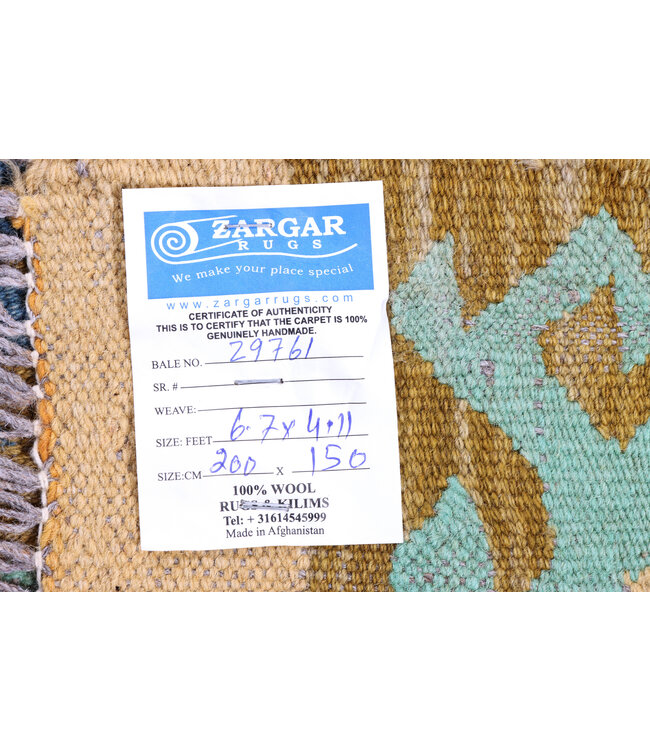 ZARGAR
RUGS
We make your place special
www.zargarrugs.com
CERTIFICATE OF AUTHENTICITY
THIS IS TO CERTIFY THAT THE CARPET IS 100%
GENUINELY HANDMADE.
BALE NO. 29761
SR. #
WEAVE:
SIZE: FEET 6.7 x 4.11
SIZE:CM 200 X 150
100% WOOL
RUGS & KILIMS
Tel: + 31614545999
Made in Afghanistan